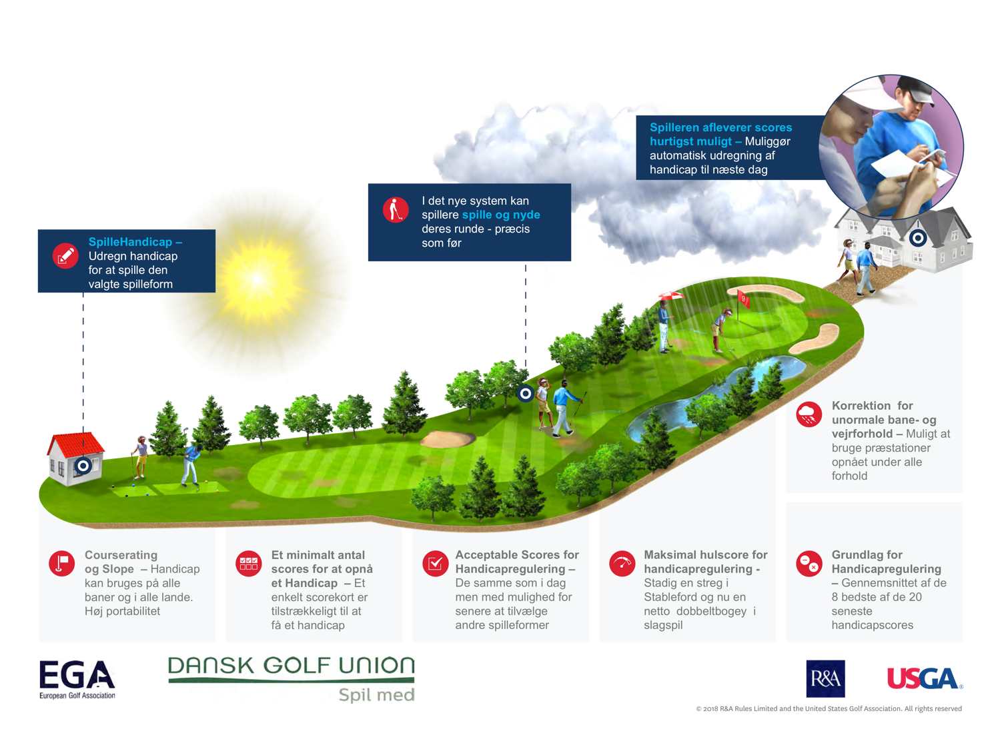 Spilleren afleverer scores
hurtigst muligt – Muliggør
automatisk udregning af
handicap til næste dag
I det nye system kan
spillere spille og nyde
deres runde - præcis
som før
SpilleHandicap –
Udregn handicap
for at spille den
valgte spilleform
9
Korrektion for
unormale bane- og
vejrforhold – Muligt at
bruge præstationer
opnået under alle
forhold
Courserating
og Slope – Handicap
kan bruges på alle
baner og i alle lande.
Høj portabilitet
Et minimalt antal
scores for at opnå
et Handicap – Et
enkelt scorekort er
tilstrækkeligt til at
få et handicap
Acceptable Scores for
Handicapregulering –
De samme som i dag
men med mulighed for
senere at tilvælge
andre spilleformer
Maksimal hulscore for
handicapregulering -
Stadig en streg i
Stableford og nu en
netto dobbeltbogey i
slagspil
Grundlag for
Handicapregulering
– Gennemsnittet af de
8 bedste af de 20
seneste
handicapscores
EGA
European Golf Association
DANSK GOLF UNION
Spil med
R&A
USGA®
© 2018 R&A Rules Limited and the United States Golf Association. All rights reserved